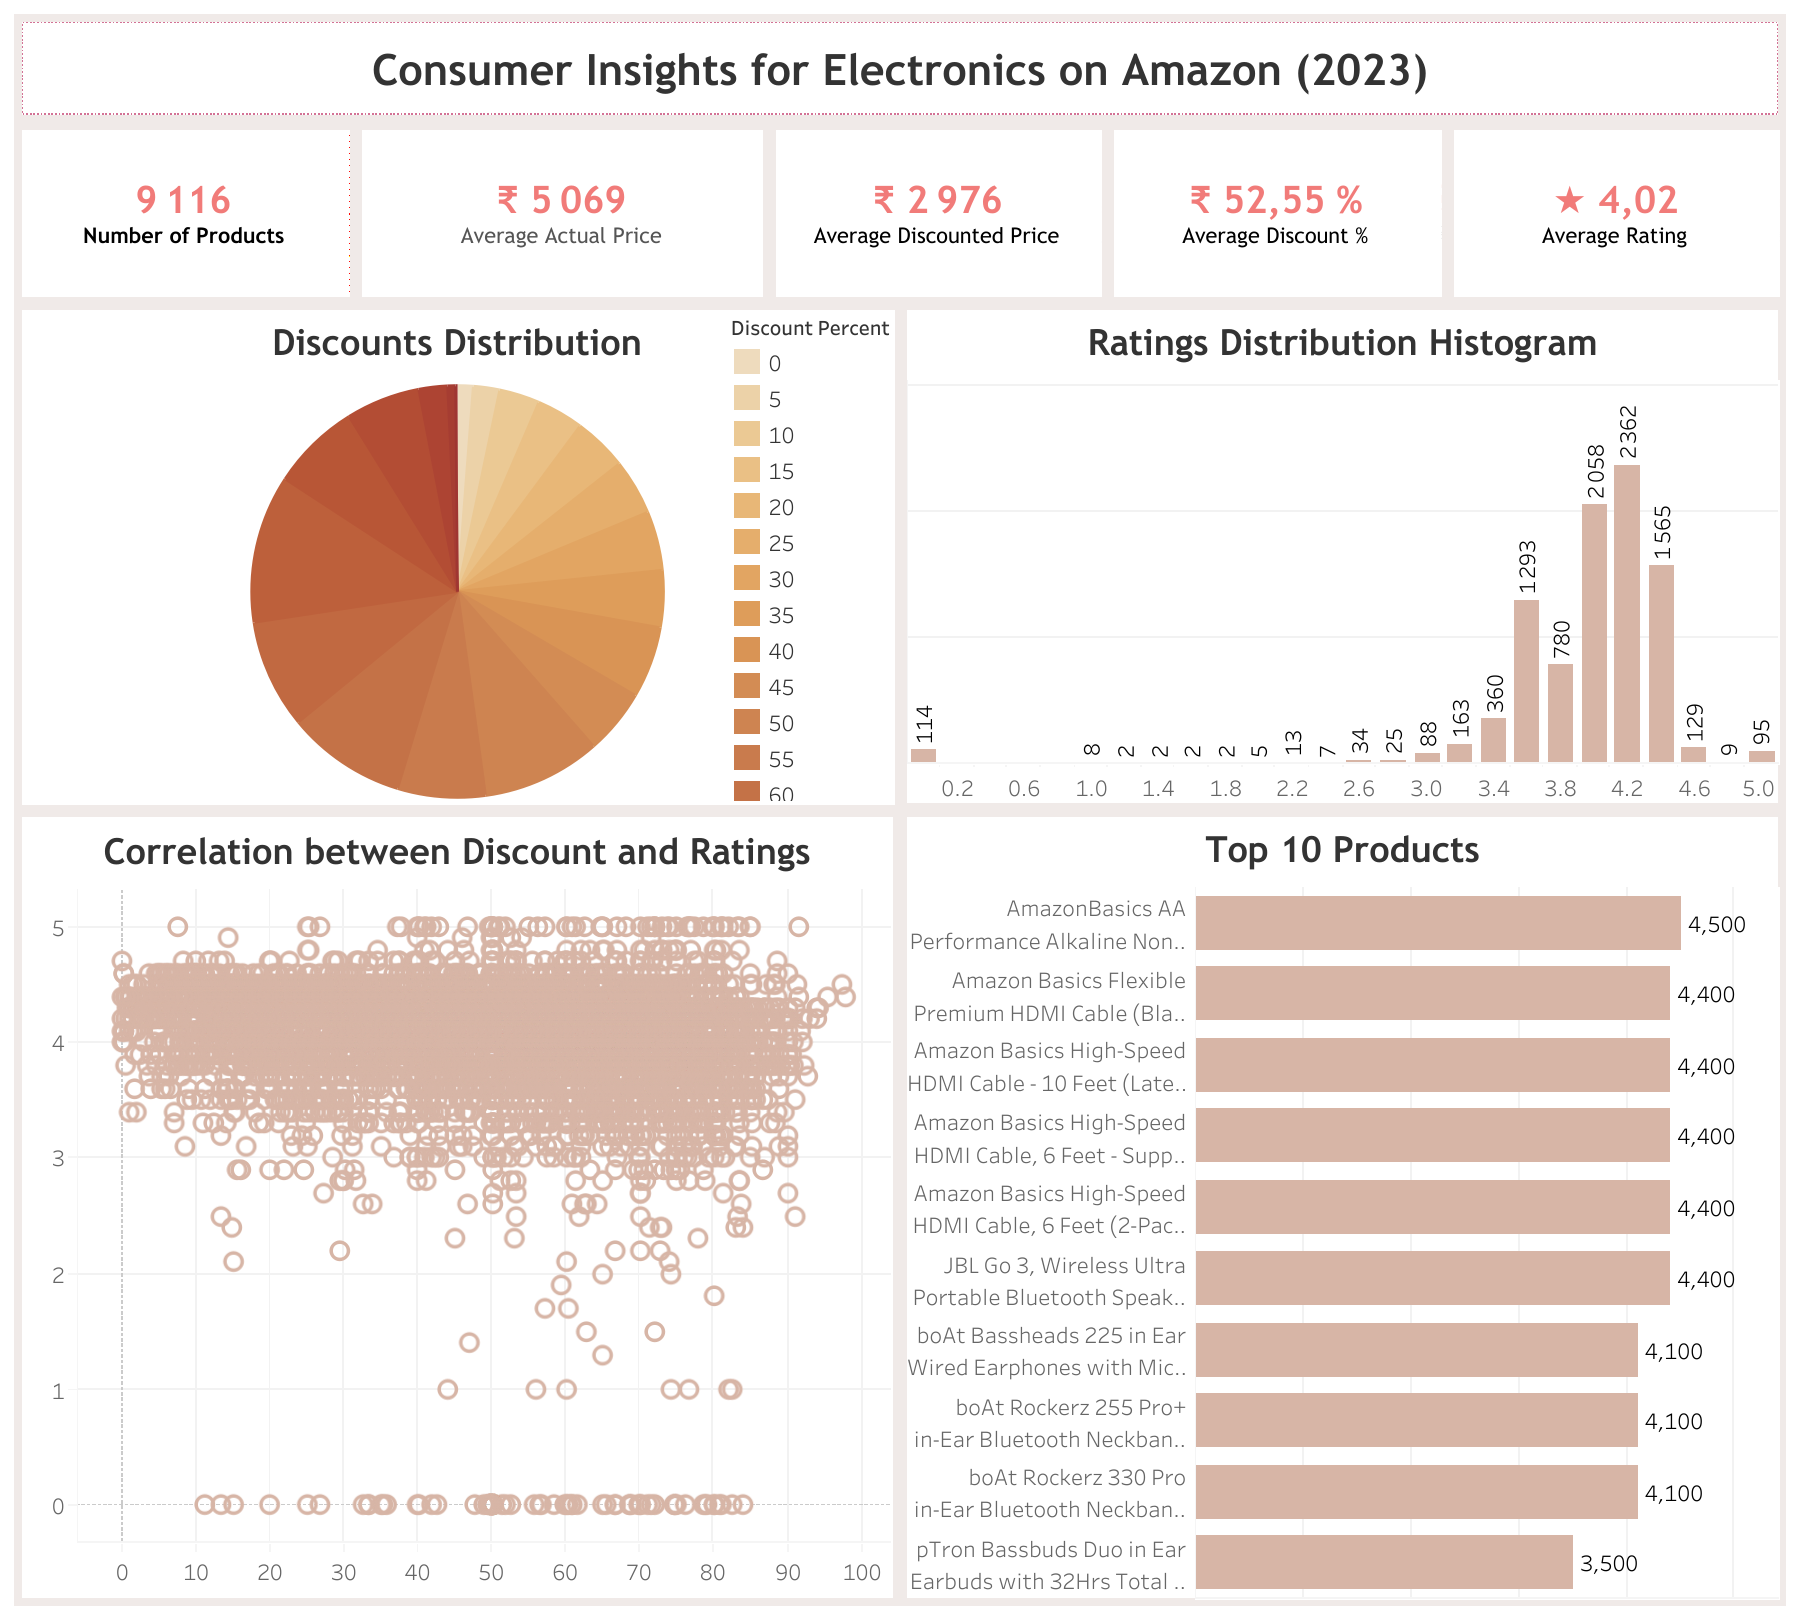 Consumer Insights for Electronics on Amazon (2023)
9 116
Number of Products
₹ 5 069
Average Actual Price
₹ 2 976
Average Discounted Price
₹ 52,55 %
Average Discount %
★ 4,02
Average Rating
Discounts Distribution
Discount Percent
0
5
10
15
20
25
30
35
40
45
50
55
60
Ratings Distribution Histogram
114
8
2
2
2
2
5
13
7
34
25
88
163
360
1 293
780
2 058
2 362
1 565
129
9
95
0.2 0.6 1.0 1.4 1.8 2.2 2.6 3.0 3.4 3.8 4.2 4.6 5.0
Correlation between Discount and Ratings
5
4
3
2
1
0
0 10 20 30 40 50 60 70 80 90 100
Top 10 Products
AmazonBasics AA
Performance Alkaline Non..
4,500
Amazon Basics Flexible
Premium HDMI Cable (Bla..
4,400
Amazon Basics High-Speed
HDMI Cable - 10 Feet (Late..
4,400
Amazon Basics High-Speed
HDMI Cable, 6 Feet - Supp..
4,400
Amazon Basics High-Speed
HDMI Cable, 6 Feet (2-Pac..
4,400
JBL Go 3, Wireless Ultra
Portable Bluetooth Speak..
4,400
boAt Bassheads 225 in Ear
Wired Earphones with Mic..
4,100
boAt Rockerz 255 Pro+
in-Ear Bluetooth Neckban..
4,100
boAt Rockerz 330 Pro
in-Ear Bluetooth Neckban..
4,100
pTron Bassbuds Duo in Ear
Earbuds with 32Hrs Total ..
3,500